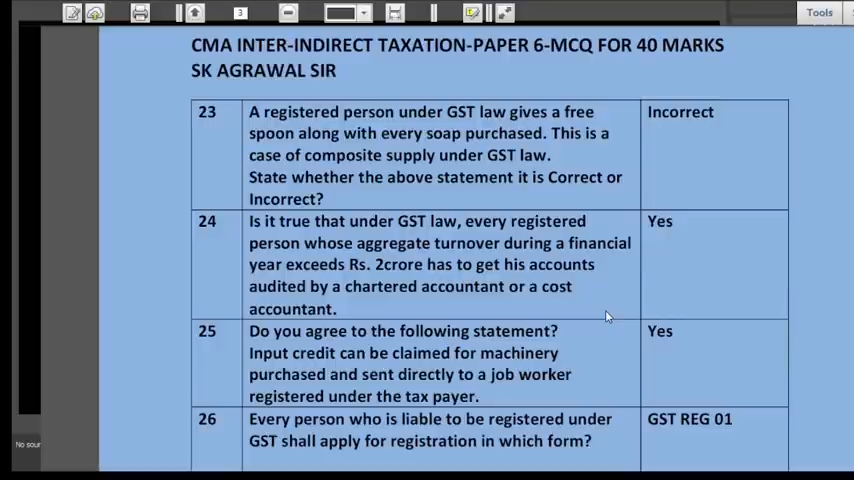 3
Tools
CMA INTER-INDIRECT TAXATION-PAPER 6-MCQ FOR 40 MARKS
SK AGRAWAL SIR
23 A registered person under GST law gives a free Incorrect
spoon along with every soap purchased. This is a
case of composite supply under GST law.
State whether the above statement it is Correct or
Incorrect?
24 Is it true that under GST law, every registered Yes
person whose aggregate turnover during a financial
year exceeds Rs. 2crore has to get his accounts
audited by a chartered accountant or a cost
accountant.
25 Do you agree to the following statement? Yes
Input credit can be claimed for machinery
purchased and sent directly to a job worker
registered under the tax payer.
26 Every person who is liable to be registered under GST REG 01
GST shall apply for registration in which form?
No sour